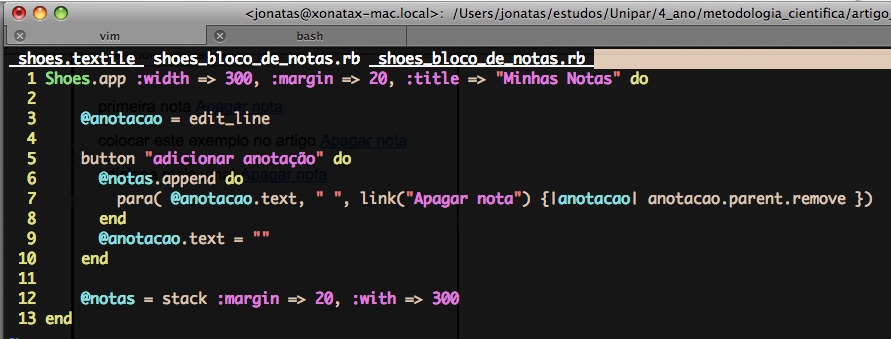 <jonatas@xonatax-mac.local>: /Users/jonatas/estudos/Unipar/4_ano/metodologia_cientifica/artigo
vim bash
shoes.textile shoes_bloco_de_notas.rb shoes_bloco_de_notas.rb
1 Shoes.app :width => 300, :margin => 20, :title => "Minhas Notas" do
2
primeira nota Apagar nota
3 @anotacao = edit_line
4
colocar este exemplo no artigo Apagar nota
5 button "adicionar anotação" do
6 @notas.append do
Apagar nota
7 para( @anotacao.text, " ", link("Apagar nota") {|anotacao| anotacao.parent.remove })
8 end
9 @anotacao.text = ""
10 end
11
12 @notas = stack :margin => 20, :with => 300
13 end